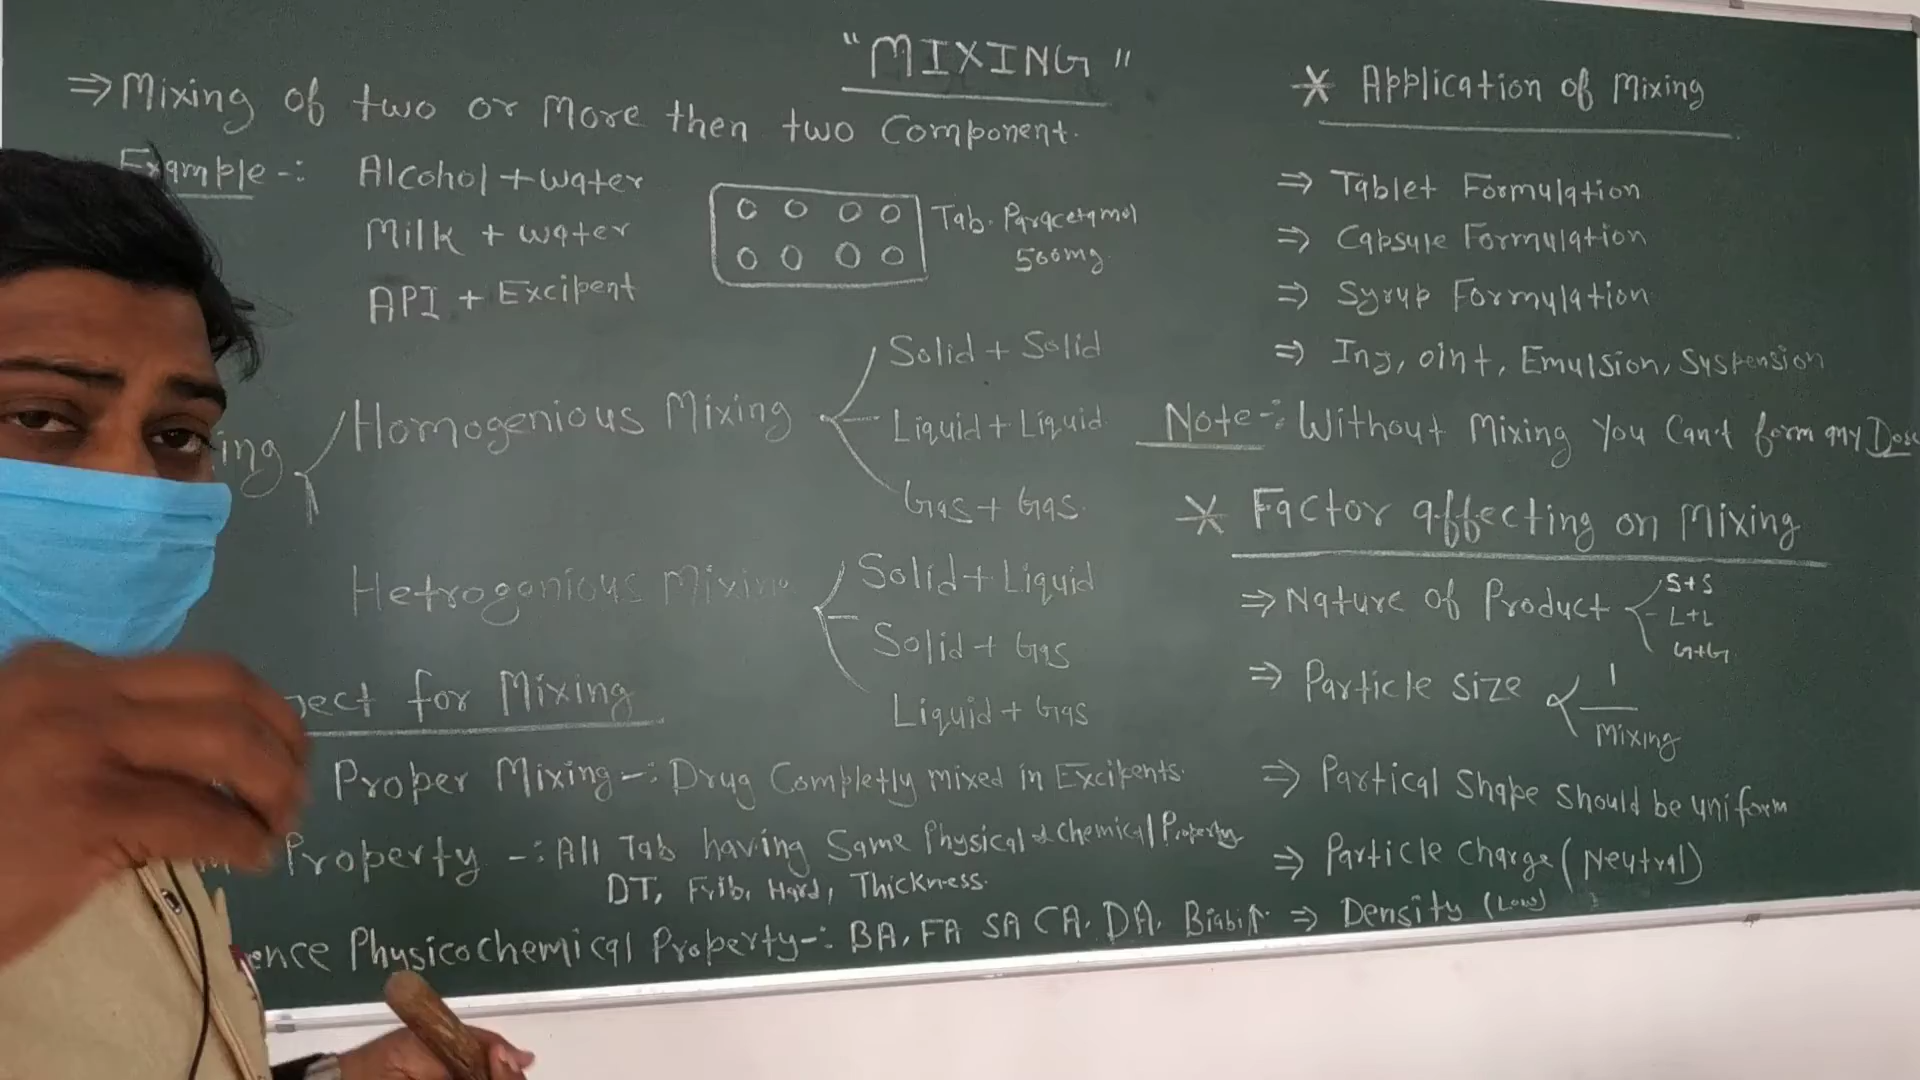 "MIXING"
⇒ Mixing of two or More then two Component.
Example -: Alcohol + water
Milk + water
API + Excipent
Tab. Paracetamol
500mg
Homogenious Mixing
Solid + Solid
Liquid + Liquid
Gas + Gas
Hetrogenious Mixing
Solid + Liquid
Solid + Gas
Liquid + Gas
for Mixing
Proper Mixing -: Drug Completly mixed in Excipents.
Property -: All Tab having Same Physical & Chemical Property
DT, Frib, Hard, Thickness.
Physicochemical Property -: BA, FA SA CA, DA,
* Application of Mixing
⇒ Tablet Formulation
⇒ Capsule Formulation
⇒ Syrup Formulation
⇒ Inj, oint, Emulsion, Suspension
Note -: Without Mixing You Can't form any
* Factor affecting on Mixing
⇒ Nature of Product
S+S
L+L
G+G
⇒ Particle Size ∝ 1
Mixing
⇒ Partical Shape Should be uniform
⇒ Particle Charge (Neutral)
⇒ Density (Low)